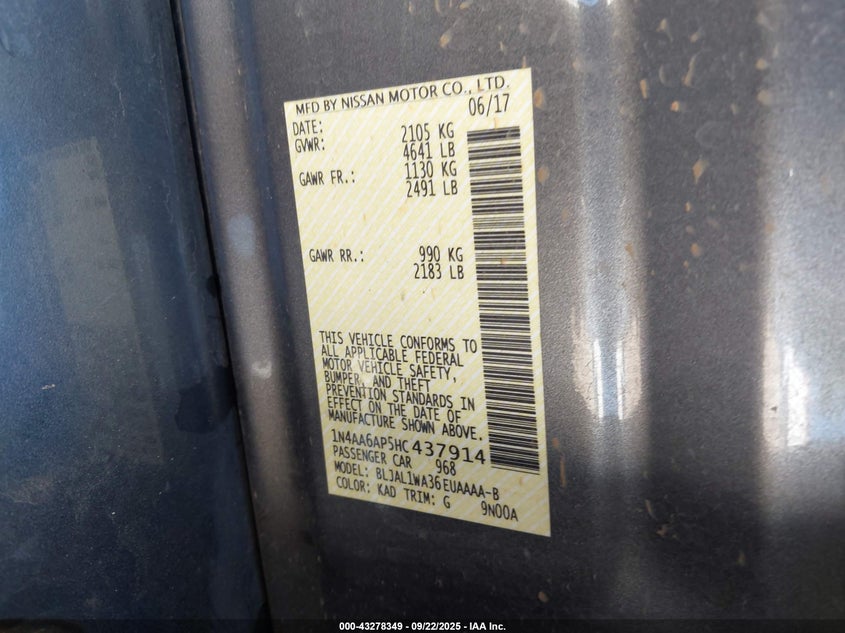 MFD BY NISSAN MOTOR CO., LTD.
DATE: 06/17
GVWR: 2105 KG
4641 LB
GAWR FR.: 1130 KG
2491 LB
GAWR RR.: 990 KG
2183 LB
THIS VEHICLE CONFORMS TO
ALL APPLICABLE FEDERAL
MOTOR VEHICLE SAFETY,
BUMPER, AND THEFT
PREVENTION STANDARDS IN
EFFECT ON THE DATE OF
MANUFACTURE SHOWN ABOVE.
1N4AA6AP5HC437914
PASSENGER CAR 968
MODEL: BLJAL1WA36EUAAAA-B
COLOR: KAD TRIM: G 9N00A
000-43278349 - 09/22/2025 - IAA Inc.